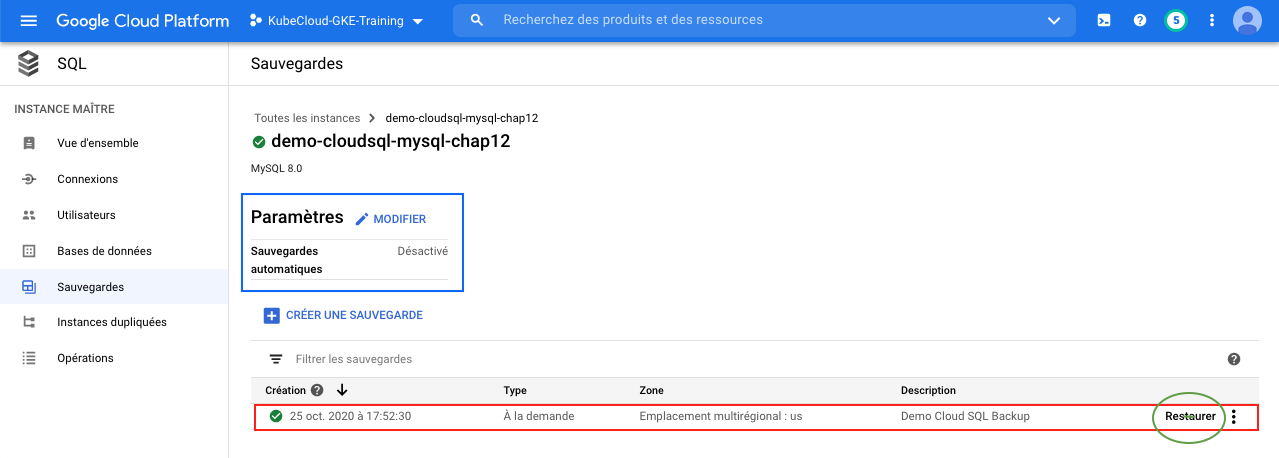 Google Cloud Platform KubeCloud-GKE-Training Recherchez des produits et des ressources 5
SQL Sauvegardes
INSTANCE MAÎTRE
Vue d'ensemble
Connexions
Utilisateurs
Bases de données
Sauvegardes
Instances dupliquées
Opérations
Toutes les instances demo-cloudsql-mysql-chap12
demo-cloudsql-mysql-chap12
MySQL 8.0
Paramètres MODIFIER
Sauvegardes Désactivé
automatiques
CRÉER UNE SAUVEGARDE
Filtrer les sauvegardes
Création Type Zone Description
25 oct. 2020 à 17:52:30 À la demande Emplacement multirégional : us Demo Cloud SQL Backup Restaurer